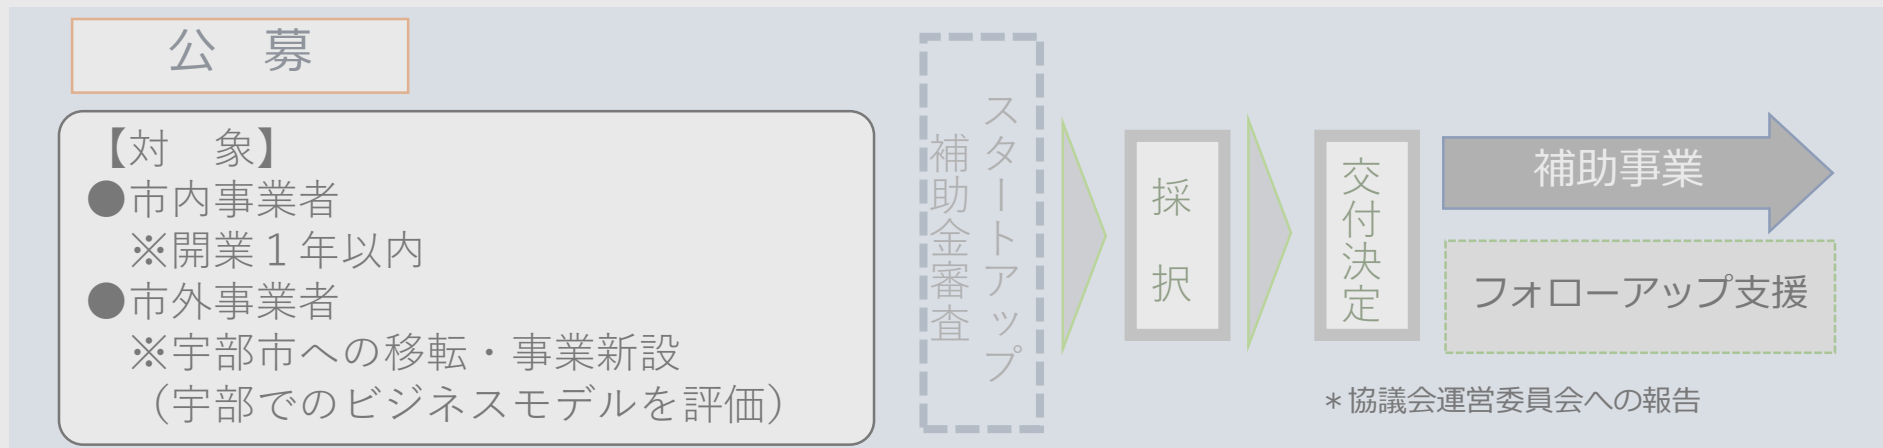 公　募
【対　象】
●市内事業者
※開業１年以内
●市外事業者
※宇部市への移転・事業新設
（宇部でのビジネスモデルを評価）
スタートアップ
補助金審査
採択
交付決定
補助事業
フォローアップ支援
＊協議会運営委員会への報告